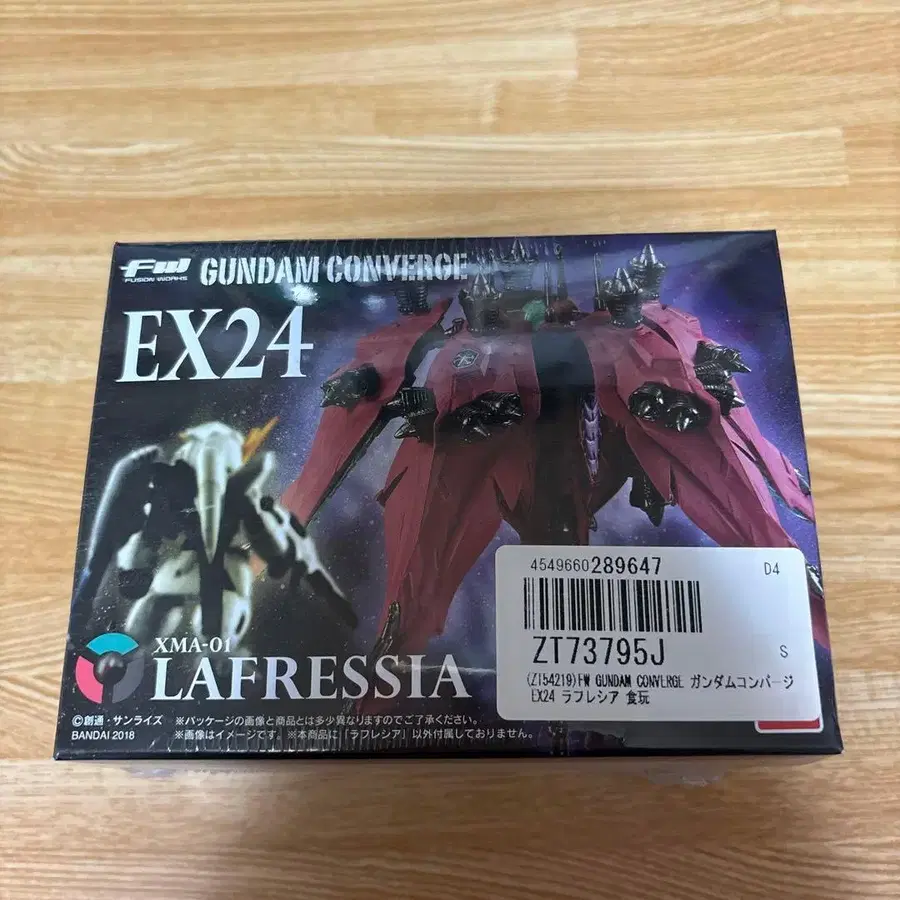 FW
FUSION WORKS
GUNDAM CONVERGE
EX24
XMA-01
LAFRESSIA
©創通・サンライズ
BANDAI 2018
※パッケージの画像と商品とは多少異なりますのでご了承ください。
※画像はイメージです。※本商品に「ラフレシア」以外付属しておりません。
4549660289647 D4
ZT73795J S
(ZT54219)FW GUNDAM CONVERGE ガンダムコンバージ
EX24 ラフレシア 食玩